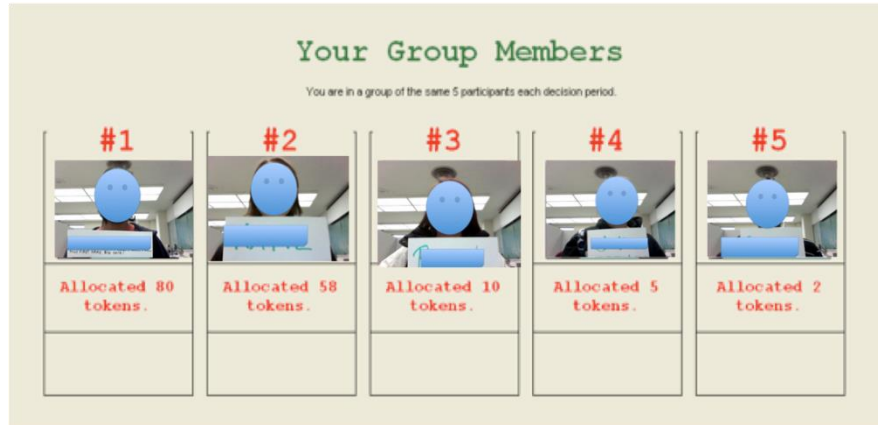 Your Group Members
You are in a group of the same 5 participants each decision period.
#1
#2
#3
#4
#5
Allocated 80
tokens.
Allocated 58
tokens.
Allocated 10
tokens.
Allocated 5
tokens.
Allocated 2
tokens.